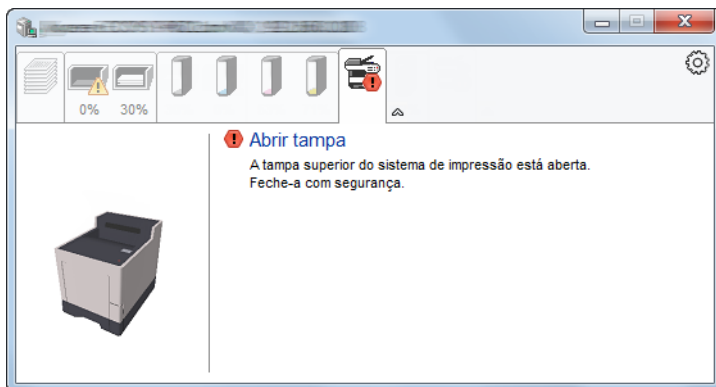 0% 30%
Abrir tampa
A tampa superior do sistema de impressão está aberta.
Feche-a com segurança.